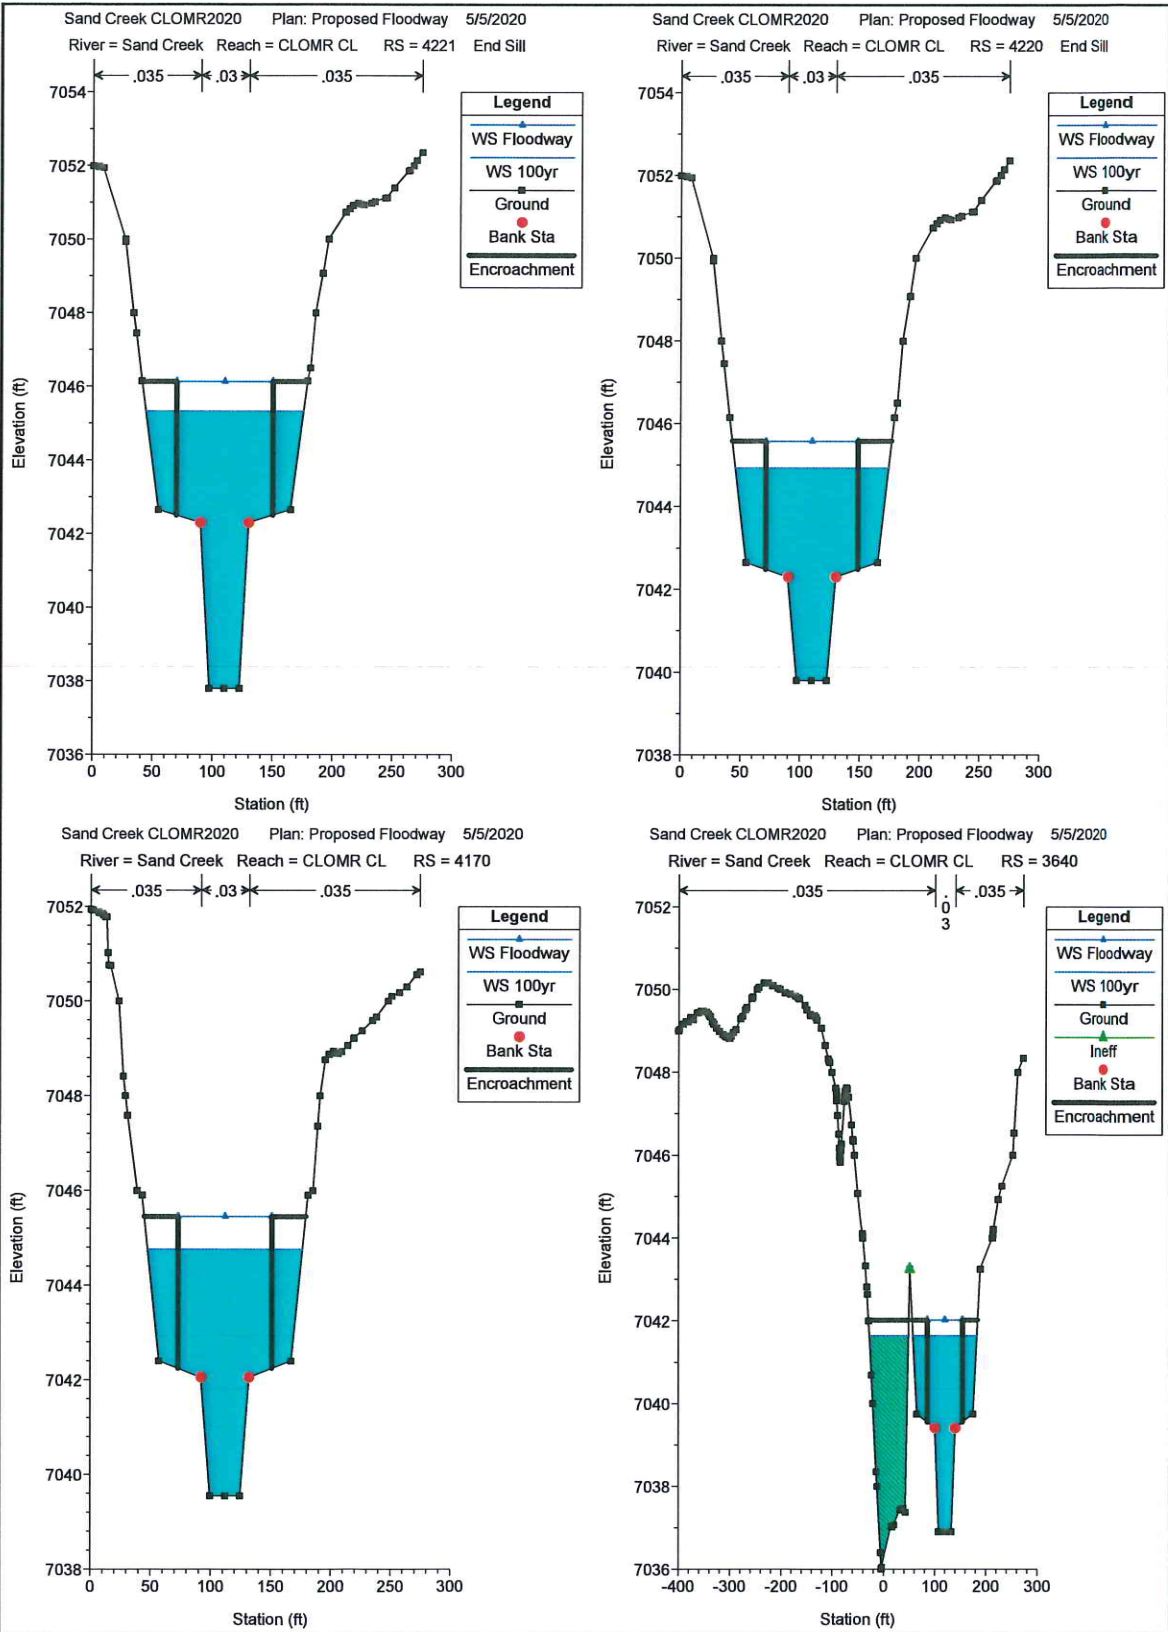 Sand Creek CLOMR2020 Plan: Proposed Floodway 5/5/2020
River = Sand Creek Reach = CLOMR CL RS = 4221 End Sill
.035 .03 .035
Legend
WS Floodway
WS 100yr
Ground
Bank Sta
Encroachment
7054
7052
7050
7048
7046
7044
7042
7040
7038
7036
Elevation (ft)
0 50 100 150 200 250 300
Station (ft)
Sand Creek CLOMR2020 Plan: Proposed Floodway 5/5/2020
River = Sand Creek Reach = CLOMR CL RS = 4220 End Sill
.035 .03 .035
Legend
WS Floodway
WS 100yr
Ground
Bank Sta
Encroachment
7054
7052
7050
7048
7046
7044
7042
7040
7038
Elevation (ft)
0 50 100 150 200 250 300
Station (ft)
Sand Creek CLOMR2020 Plan: Proposed Floodway 5/5/2020
River = Sand Creek Reach = CLOMR CL RS = 4170
.035 .03 .035
Legend
WS Floodway
WS 100yr
Ground
Bank Sta
Encroachment
7052
7050
7048
7046
7044
7042
7040
7038
Elevation (ft)
0 50 100 150 200 250 300
Station (ft)
Sand Creek CLOMR2020 Plan: Proposed Floodway 5/5/2020
River = Sand Creek Reach = CLOMR CL RS = 3640
.035 .03 .035
Legend
WS Floodway
WS 100yr
Ground
Ineff
Bank Sta
Encroachment
7052
7050
7048
7046
7044
7042
7040
7038
7036
Elevation (ft)
-400 -300 -200 -100 0 100 200 300
Station (ft)